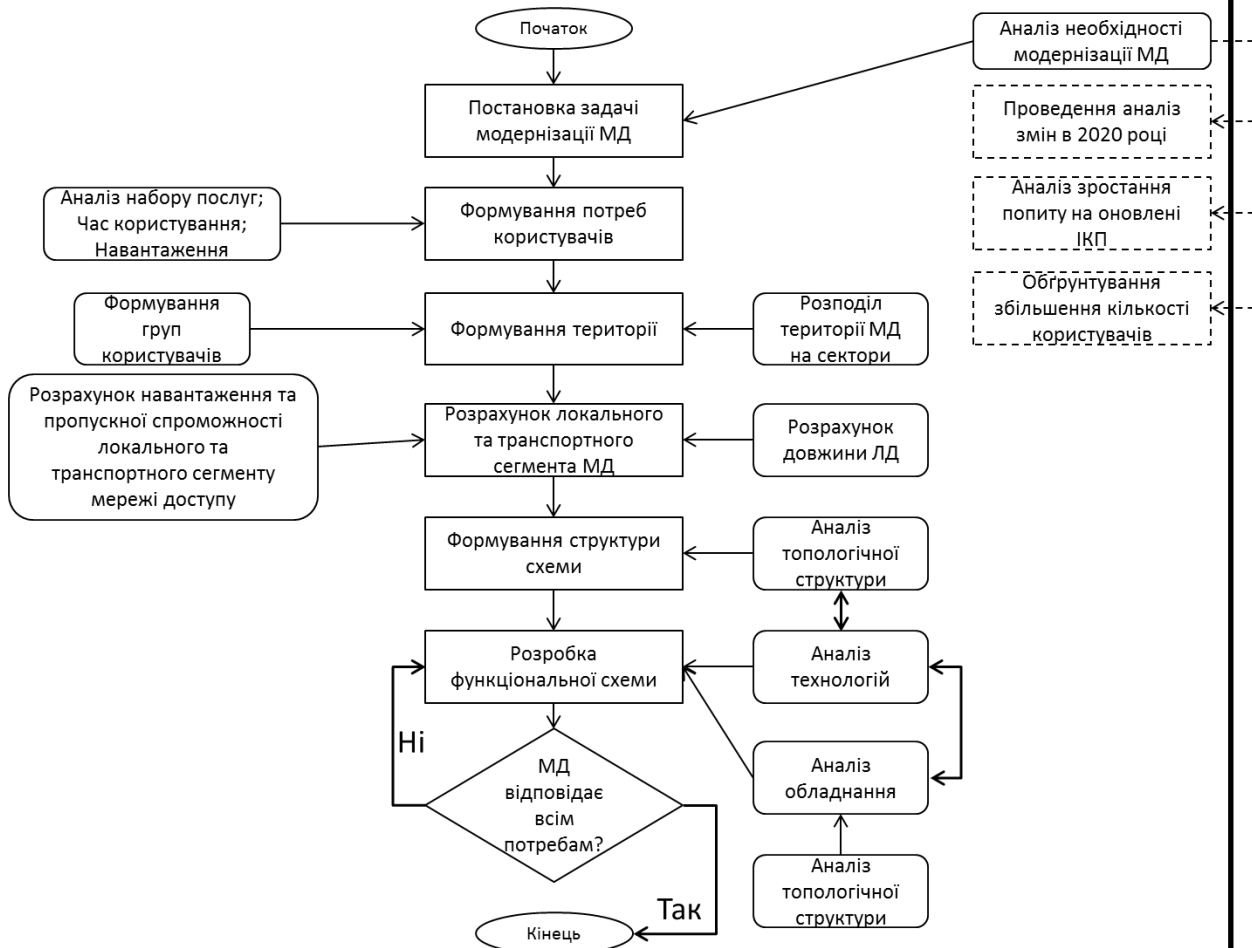 Початок
Аналіз необхідності
модернізації МД
Постановка задачі
модернізації МД
Проведення аналіз
змін в 2020 році
Аналіз набору послуг;
Час користування;
Навантаження
Формування потреб
користувачів
Аналіз зростання
попиту на оновлені
ІКП
Обґрунтування
збільшення кількості
користувачів
Формування
груп
користувачів
Формування території
Розподіл
території МД
на сектори
Розрахунок навантаження та
пропускної спроможності
локального та
транспортного сегменту
мережі доступу
Розрахунок локального
та транспортного
сегмента МД
Розрахунок
довжини ЛД
Формування структури
схеми
Аналіз
топологічної
структури
Розробка
функціональної схеми
Аналіз
технологій
Ні
МД
відповідає
всім
потребам?
Аналіз
обладнання
Аналіз
топологічної
структури
Так
Кінець